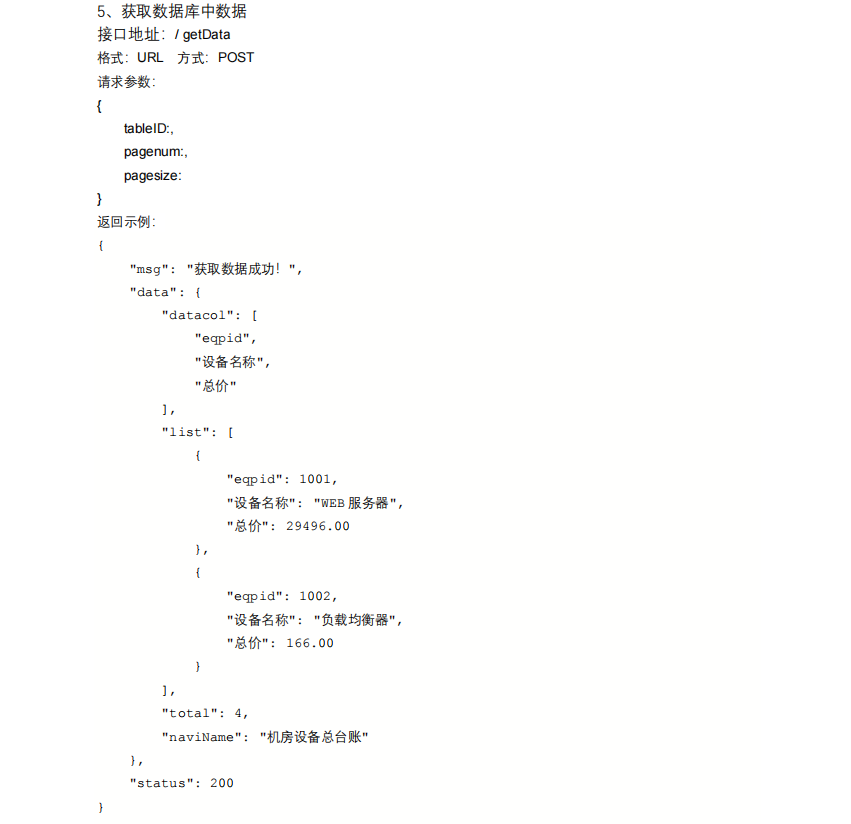 5、获取数据库中数据
接口地址：/ getData
格式：URL 方式：POST
请求参数：
{
tableID:,
pagenum:,
pagesize:
}
返回示例：
{
"msg": "获取数据成功！",
"data": {
"datacol": [
"eqpid",
"设备名称",
"总价"
],
"list": [
{
"eqpid": 1001,
"设备名称": "WEB 服务器",
"总价": 29496.00
},
{
"eqpid": 1002,
"设备名称": "负载均衡器",
"总价": 166.00
}
],
"total": 4,
"naviName": "机房设备总台账"
},
"status": 200
}